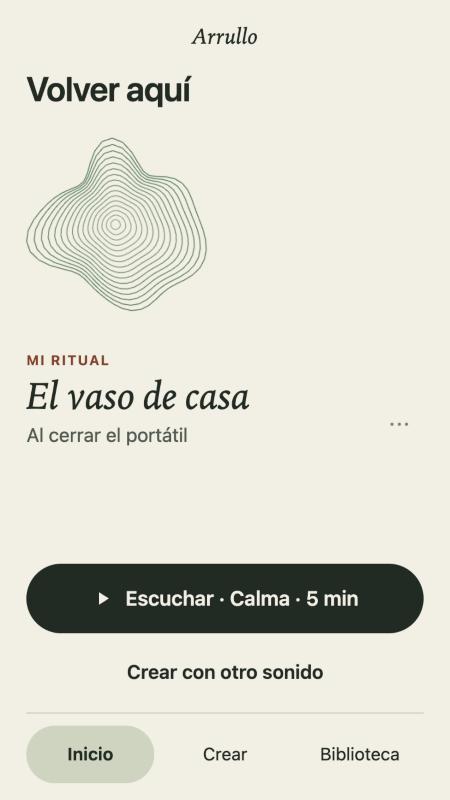 Arrullo
Volver aquí
MI RITUAL
El vaso de casa
Al cerrar el portátil
...
Escuchar · Calma · 5 min
Crear con otro sonido
Inicio
Crear
Biblioteca